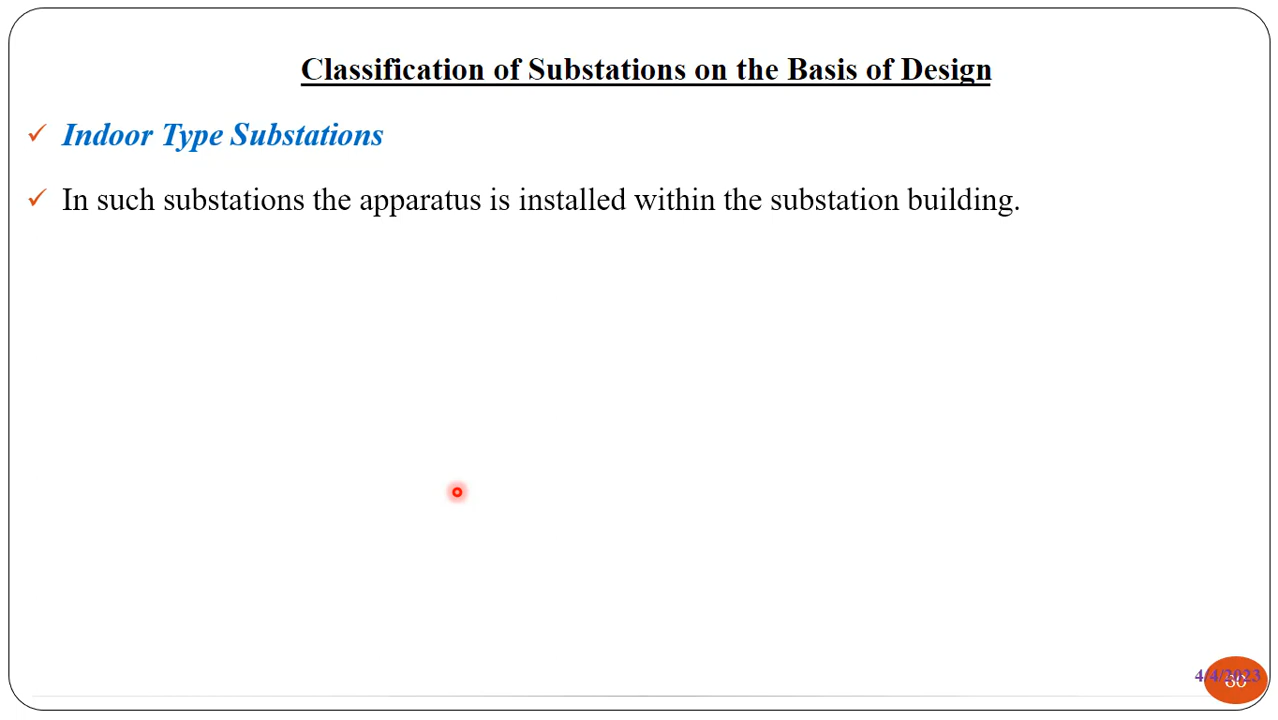 Classification of Substations on the Basis of Design
✓ Indoor Type Substations
✓ In such substations the apparatus is installed within the substation building.
4/4/2023